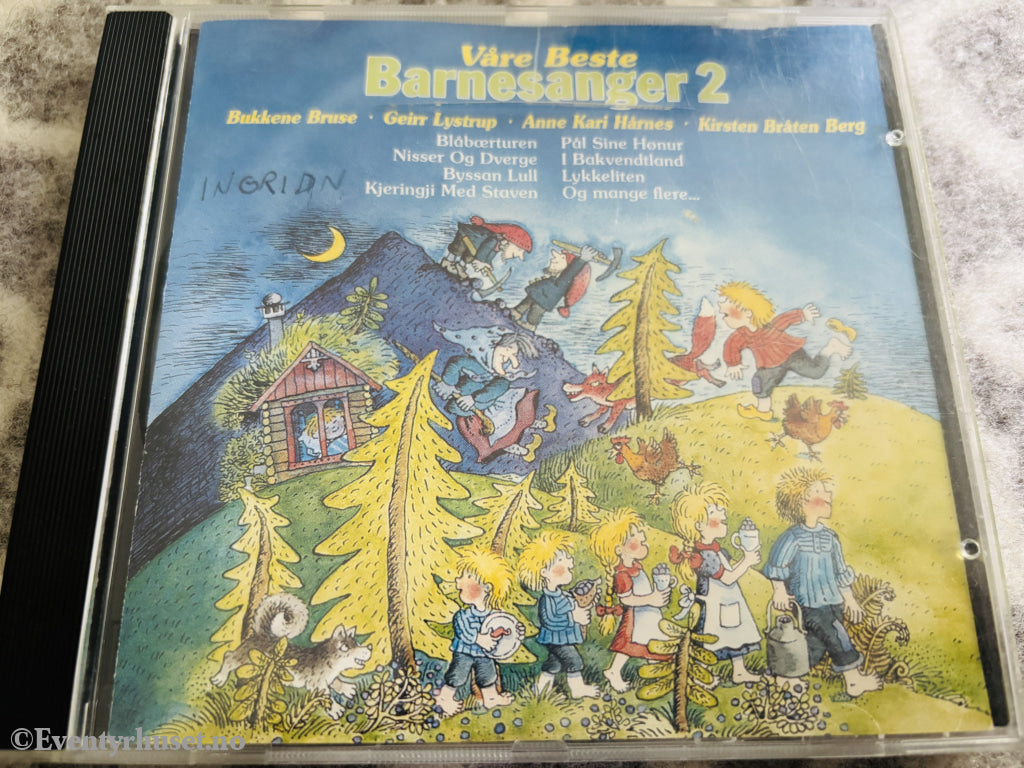 Våre Beste
Barnesanger 2
Bukkene Bruse · Geirr Lystrup · Anne Kari Hårnes · Kirsten Bråten Berg
Blåbærturen Pål Sine Hønur
Nisser Og Dverge I Bakvendtland
Byssan Lull Lykkeliten
Kjeringji Med Staven Og mange flere...
INGRID N
©Eventyrhuset.no